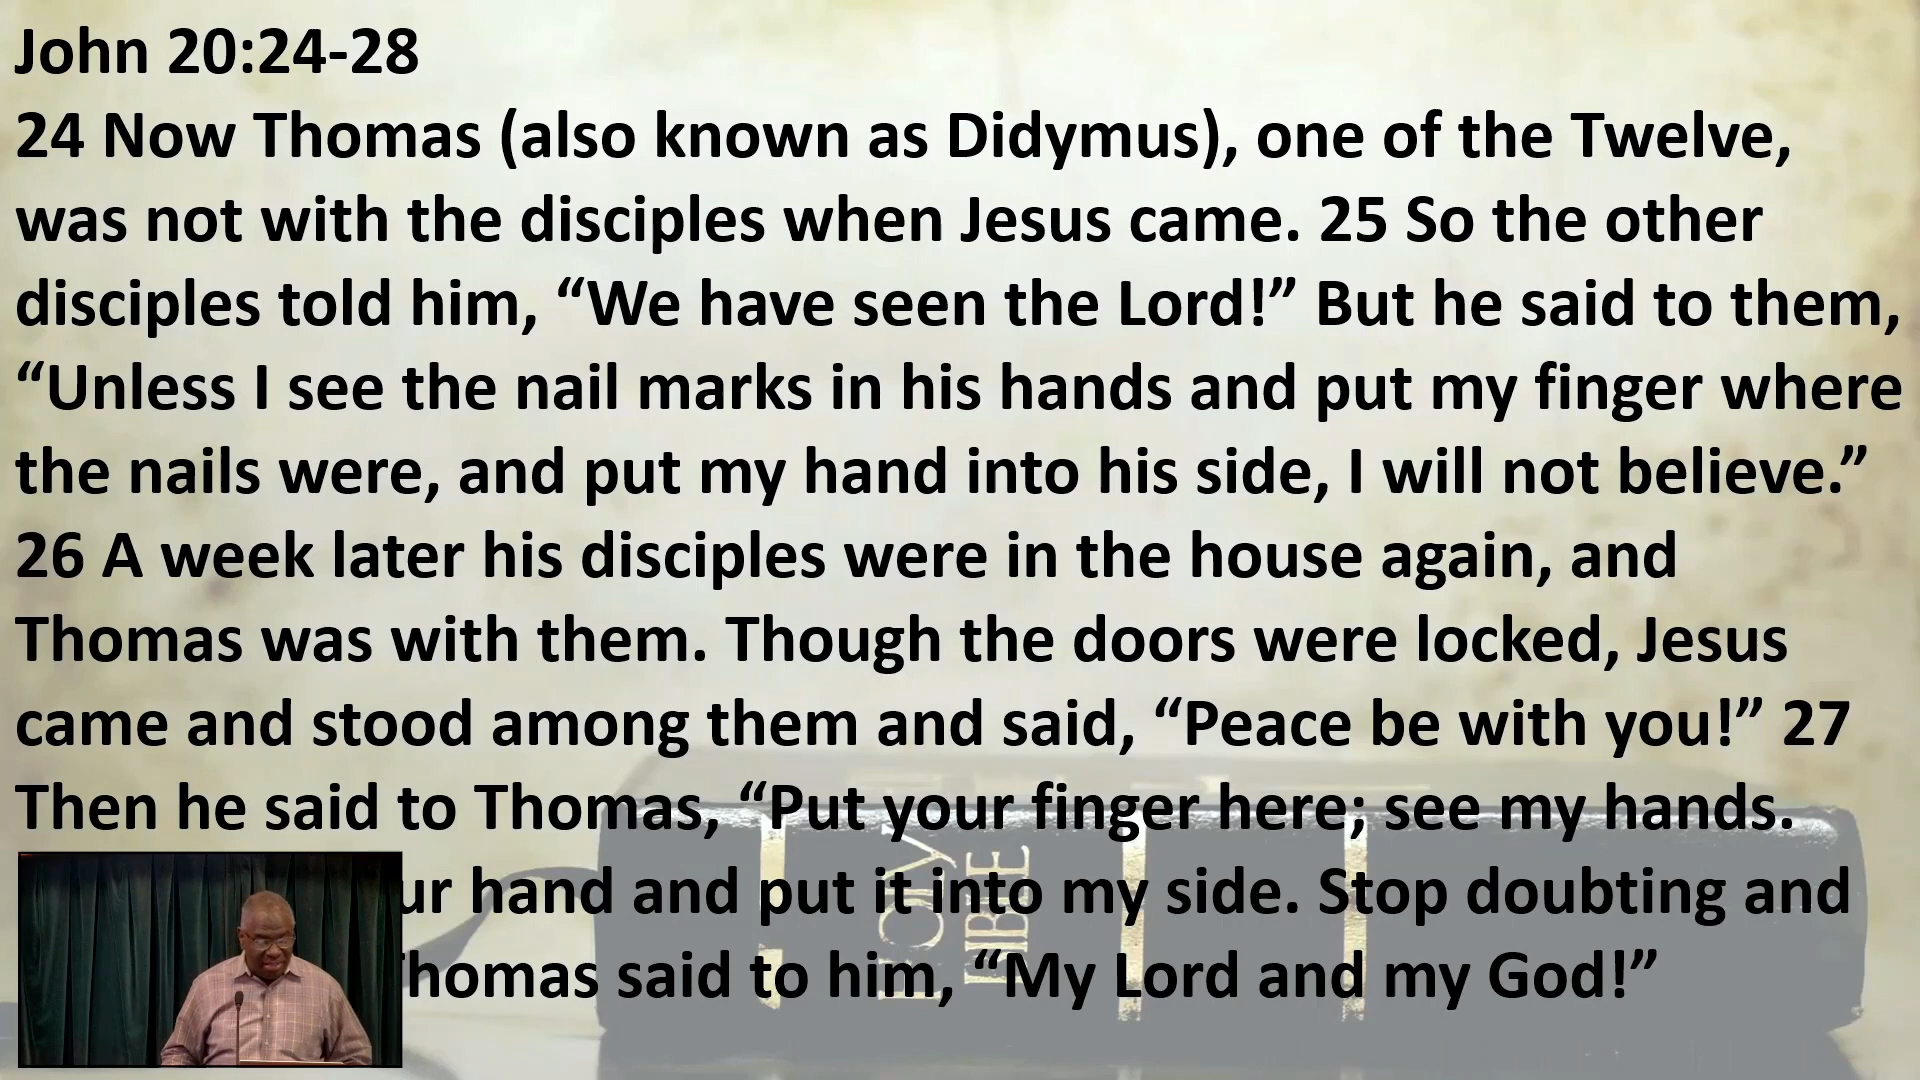 John 20:24-28
24 Now Thomas (also known as Didymus), one of the Twelve,
was not with the disciples when Jesus came. 25 So the other
disciples told him, “We have seen the Lord!” But he said to them,
“Unless I see the nail marks in his hands and put my finger where
the nails were, and put my hand into his side, I will not believe.”
26 A week later his disciples were in the house again, and
Thomas was with them. Though the doors were locked, Jesus
came and stood among them and said, “Peace be with you!” 27
Then he said to Thomas, “Put your finger here; see my hands.
hand and put it into my side. Stop doubting and
Thomas said to him, “My Lord and my God!”
HOLY
BIBLE